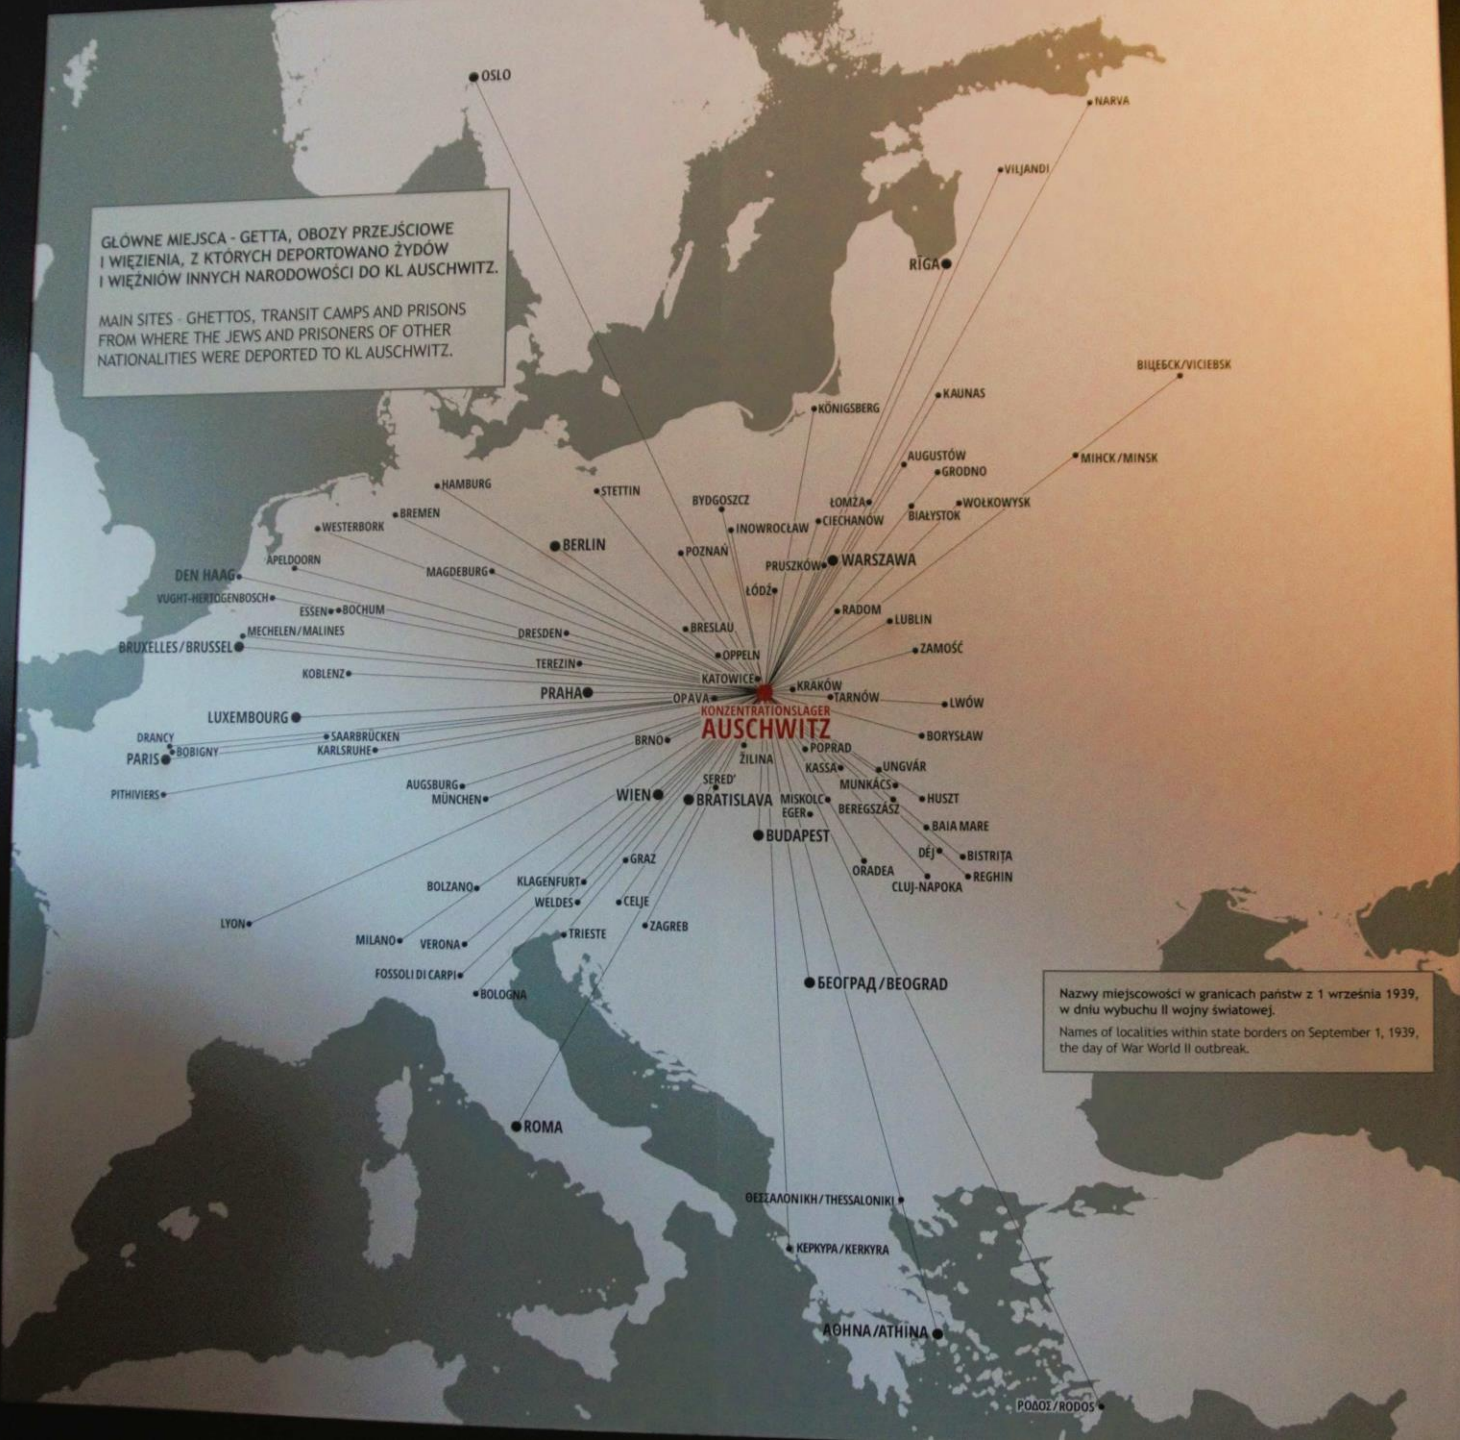 OSLO
NARVA
VILJANDI
GŁÓWNE MIEJSCA - GETTA, OBOZY PRZEJŚCIOWE
I WIĘZIENIA, Z KTÓRYCH DEPORTOWANO ŻYDÓW
I WIĘŹNIÓW INNYCH NARODOWOŚCI DO KL AUSCHWITZ.
MAIN SITES - GHETTOS, TRANSIT CAMPS AND PRISONS
FROM WHERE THE JEWS AND PRISONERS OF OTHER
NATIONALITIES WERE DEPORTED TO KL AUSCHWITZ.
RĪGA
ВІЦЕБСК/VICIEBSK
KAUNAS
KÖNIGSBERG
AUGUSTÓW
МІНСК/MINSK
GRODNO
HAMBURG
STETTIN
BYDGOSZCZ
ŁOMŻA
WOŁKOWYSK
BREMEN
BIAŁYSTOK
CIECHANÓW
WESTERBORK
INOWROCŁAW
BERLIN
POZNAŃ
APELDOORN
WARSZAWA
PRUSZKÓW
DEN HAAG
MAGDEBURG
ŁÓDŹ
VUGHT-HERTOGENBOSCH
ESSEN
BOCHUM
RADOM
LUBLIN
MECHELEN/MALINES
DRESDEN
BRESLAU
BRUXELLES/BRUSSEL
ZAMOŚĆ
OPPELN
TEREZIN
KOBLENZ
KATOWICE
KRAKÓW
PRAHA
OPAVA
TARNÓW
LWÓW
KONZENTRATIONSLAGER
AUSCHWITZ
LUXEMBOURG
DRANCY
SAARBRÜCKEN
BORYSŁAW
BRNO
POPRAD
KARLSRUHE
BOBIGNY
PARIS
ŽILINA
KASSA
UNGVÁR
SERED'
AUGSBURG
MUNKÁCS
PITHIVIERS
MÜNCHEN
WIEN
BRATISLAVA
MISKOLC
HUSZT
BEREGSZÁSZ
EGER
BAIA MARE
BUDAPEST
DÉJ
BISTRIȚA
GRAZ
ORADEA
REGHIN
KLAGENFURT
BOLZANO
CLUJ-NAPOKA
WELDES
CELJE
LYON
ZAGREB
TRIESTE
MILANO
VERONA
FOSSOLI DI CARPI
БЕОГРАД/BEOGRAD
BOLOGNA
Nazwy miejscowości w granicach państw z 1 września 1939,
w dniu wybuchu II wojny światowej.
Names of localities within state borders on September 1, 1939,
the day of War World II outbreak.
ROMA
ΘΕΣΣΑΛΟΝΙΚΗ/THESSALONIKI
ΚΕΡΚΥΡΑ/KERKYRA
ΑΘΗΝΑ/ATHINA
ΡΟΔΟΣ/RODOS